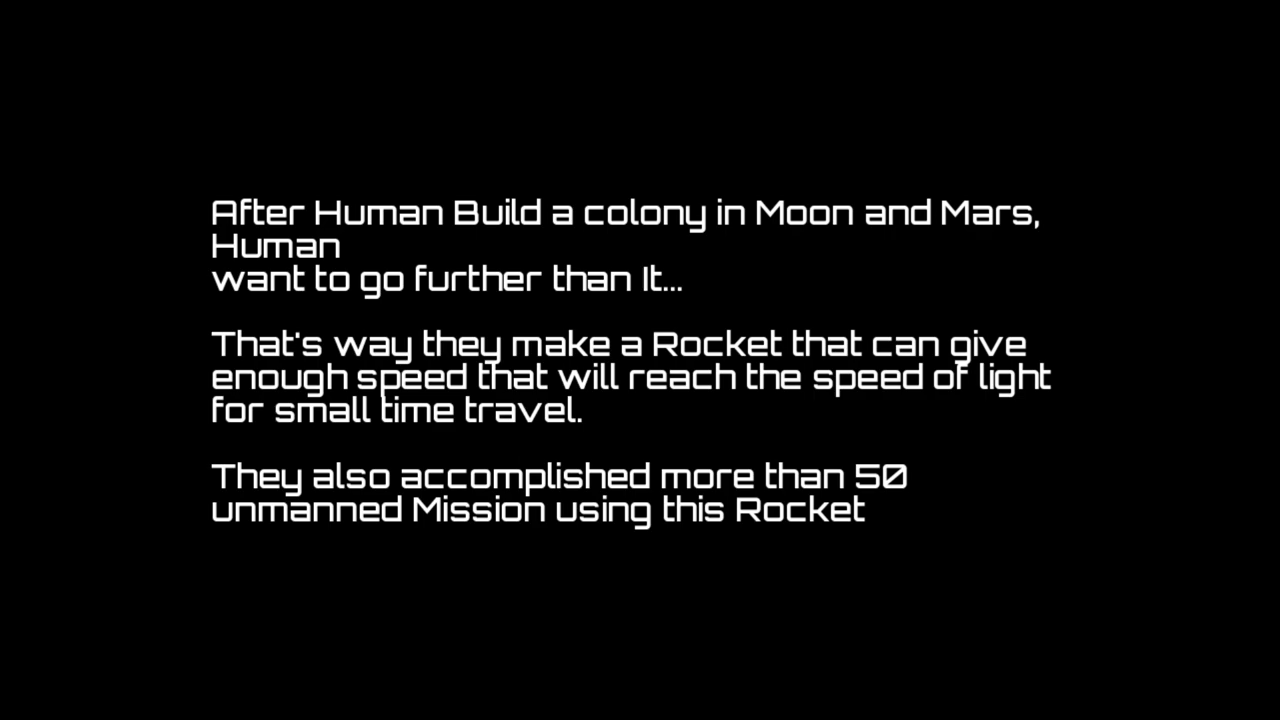 After Human Build a colony in Moon and Mars,
Human
want to go further than It...
That's way they make a Rocket that can give
enough speed that will reach the speed of light
for small time travel.
They also accomplished more than 50
unmanned Mission using this Rocket